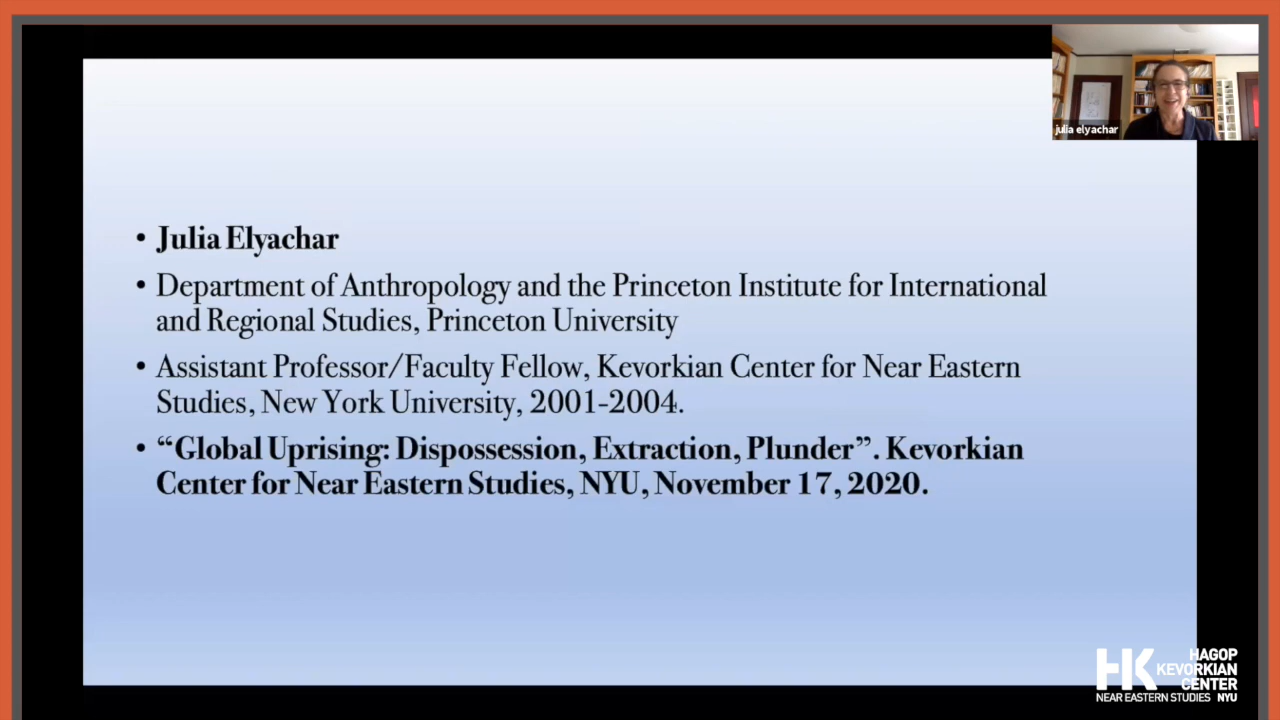 julia elyachar
• Julia Elyachar
• Department of Anthropology and the Princeton Institute for International
and Regional Studies, Princeton University
• Assistant Professor/Faculty Fellow, Kevorkian Center for Near Eastern
Studies, New York University, 2001-2004.
• “Global Uprising: Dispossession, Extraction, Plunder”. Kevorkian
Center for Near Eastern Studies, NYU, November 17, 2020.
HK HAGOP
KEVORKIAN
CENTER
NEAR EASTERN STUDIES NYU